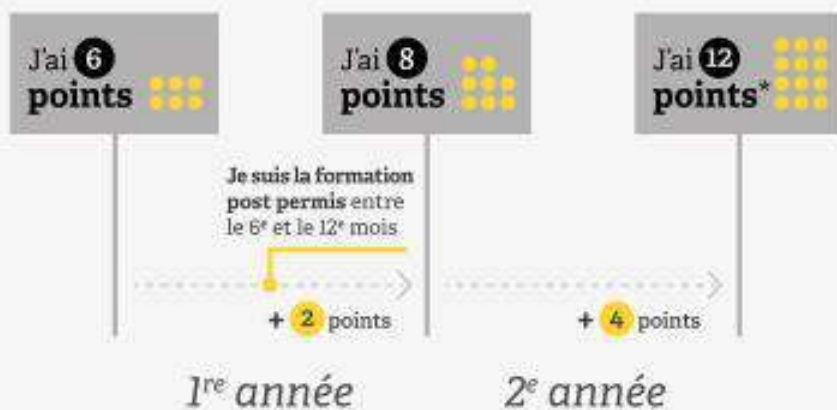 J'ai 6
points
J'ai 8
points
J'ai 12
points*
Je suis la formation
post permis entre
le 6e et le 12e mois
+ 2 points
+ 4 points
1re année
2e année